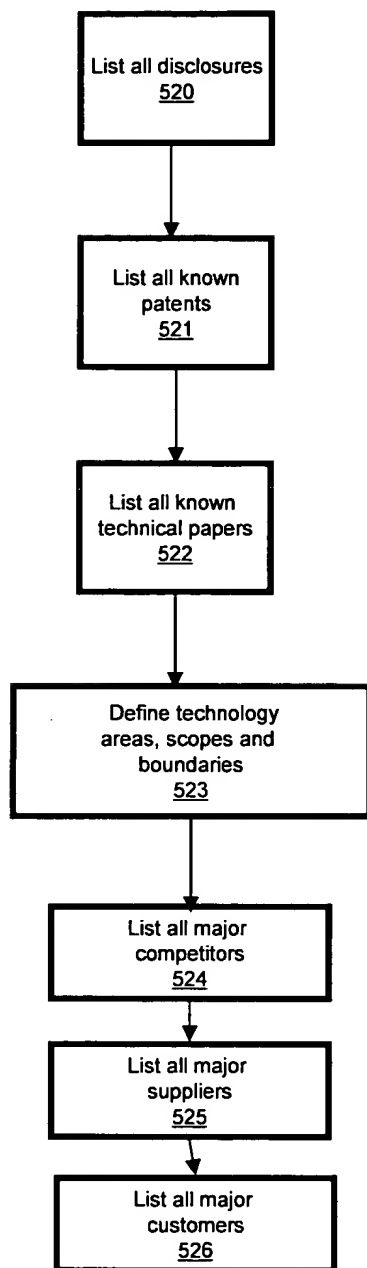 List all disclosures
520
List all known
patents
521
List all known
technical papers
522
Define technology
areas, scopes and
boundaries
523
List all major
competitors
524
List all major
suppliers
525
List all major
customers
526